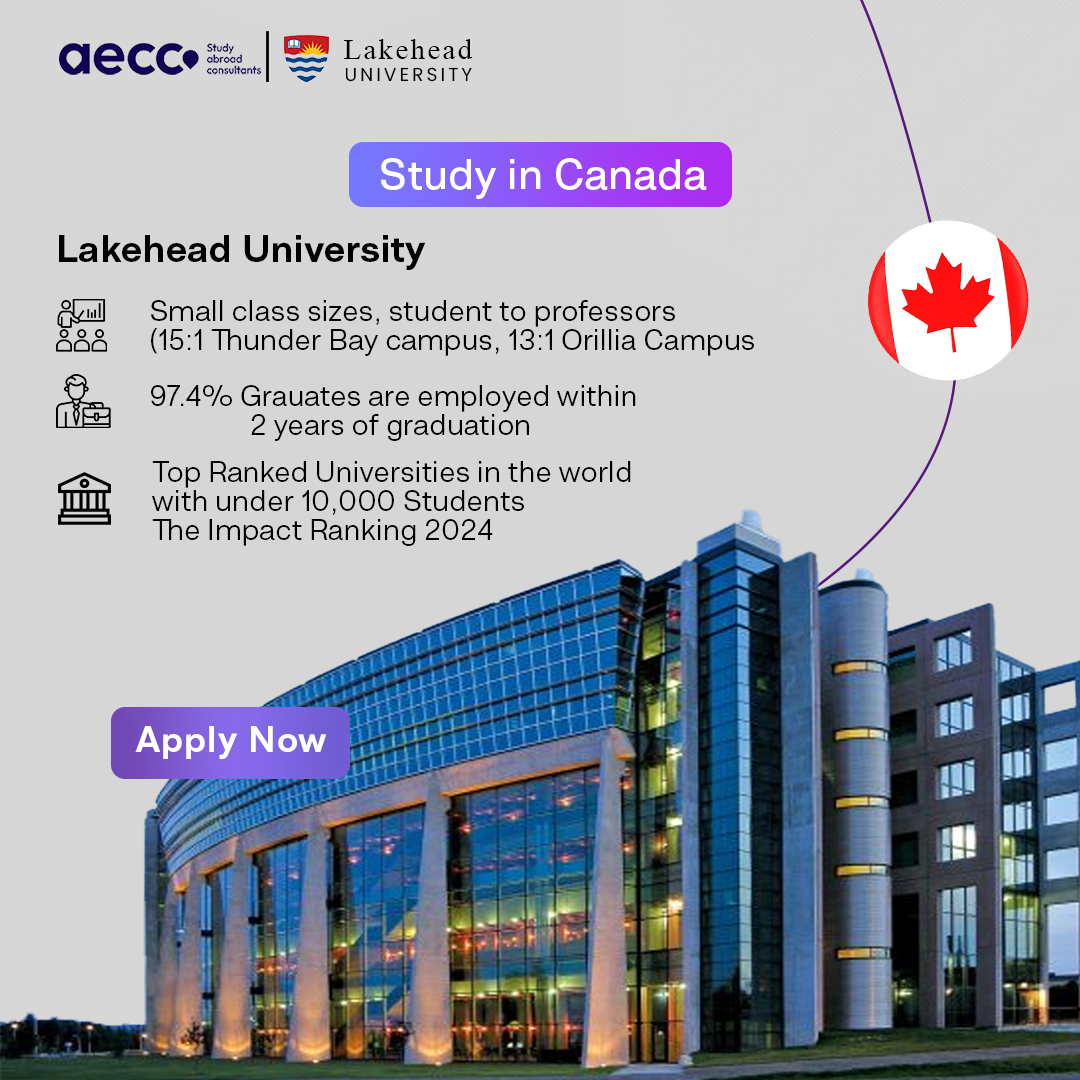 aecc Study
abroad
consultants
Lakehead
UNIVERSITY
Study in Canada
Lakehead University
Small class sizes, student to professors
(15:1 Thunder Bay campus, 13:1 Orillia Campus
97.4% Grauates are employed within
2 years of graduation
Top Ranked Universities in the world
with under 10,000 Students
The Impact Ranking 2024
Apply Now